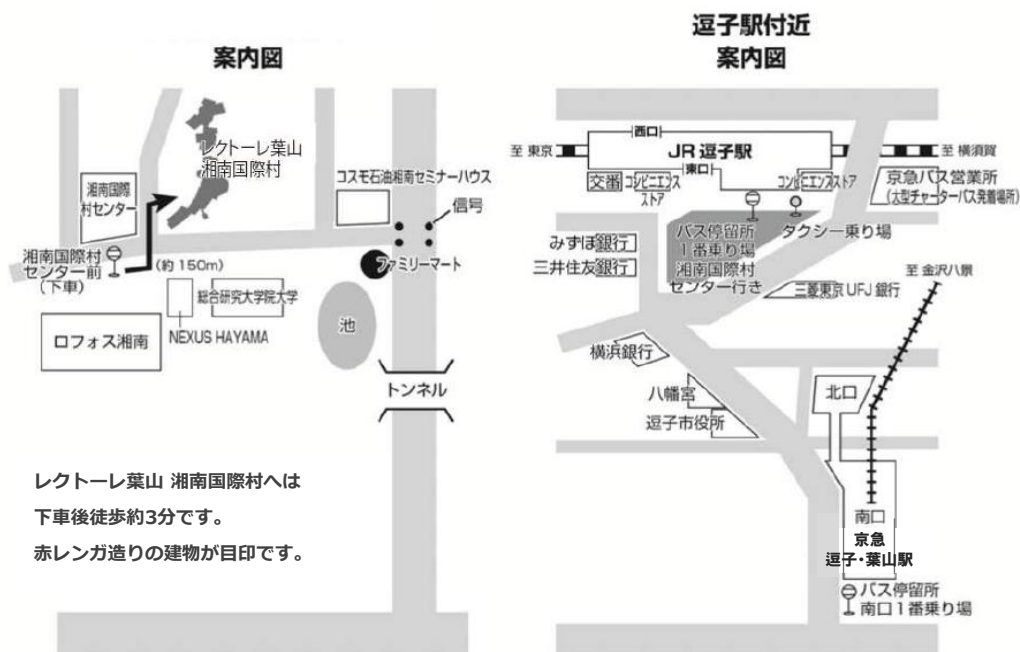 案内図
レクトーレ葉山
湘南国際村
コスモ石油湘南セミナーハウス
湘南国際
村センター
信号
湘南国際村
センター前
(下車)
(約150m)
ファミリーマート
総合研究大学院大学
NEXUS HAYAMA
池
ロフォス湘南
トンネル
レクトーレ葉山 湘南国際村へは
下車後徒歩約3分です。
赤レンガ造りの建物が目印です。
逗子駅付近
案内図
西口
至 東京
JR 逗子駅
至 横須賀
東口
交番
コンビニエンス
ストア
コンビニエンスストア
京急バス営業所
(大型チャーターバス発着場所)
バス停留所
1番乗り場
湘南国際村
センター行き
タクシー乗り場
みずほ銀行
三井住友銀行
至 金沢八景
三菱東京UFJ銀行
横浜銀行
八幡宮
逗子市役所
北口
南口
京急
逗子・葉山駅
バス停留所
南口1番乗り場